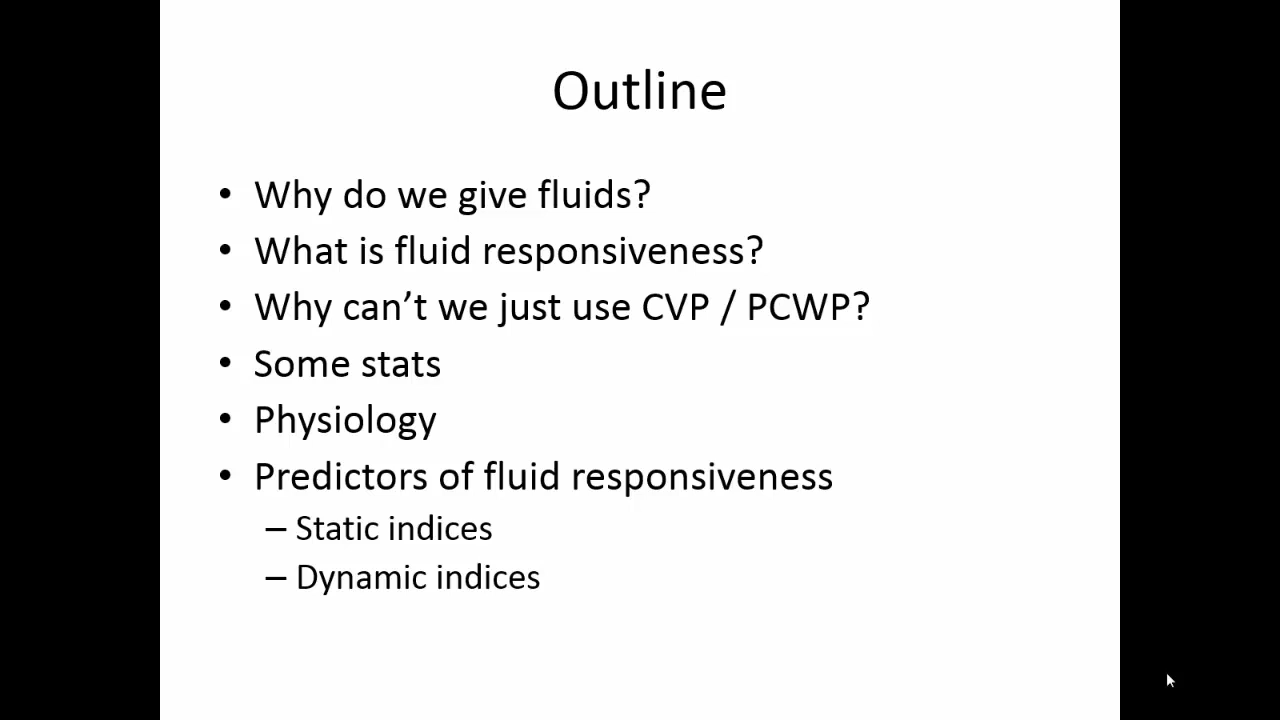 Outline
• Why do we give fluids?
• What is fluid responsiveness?
• Why can’t we just use CVP / PCWP?
• Some stats
• Physiology
• Predictors of fluid responsiveness
– Static indices
– Dynamic indices